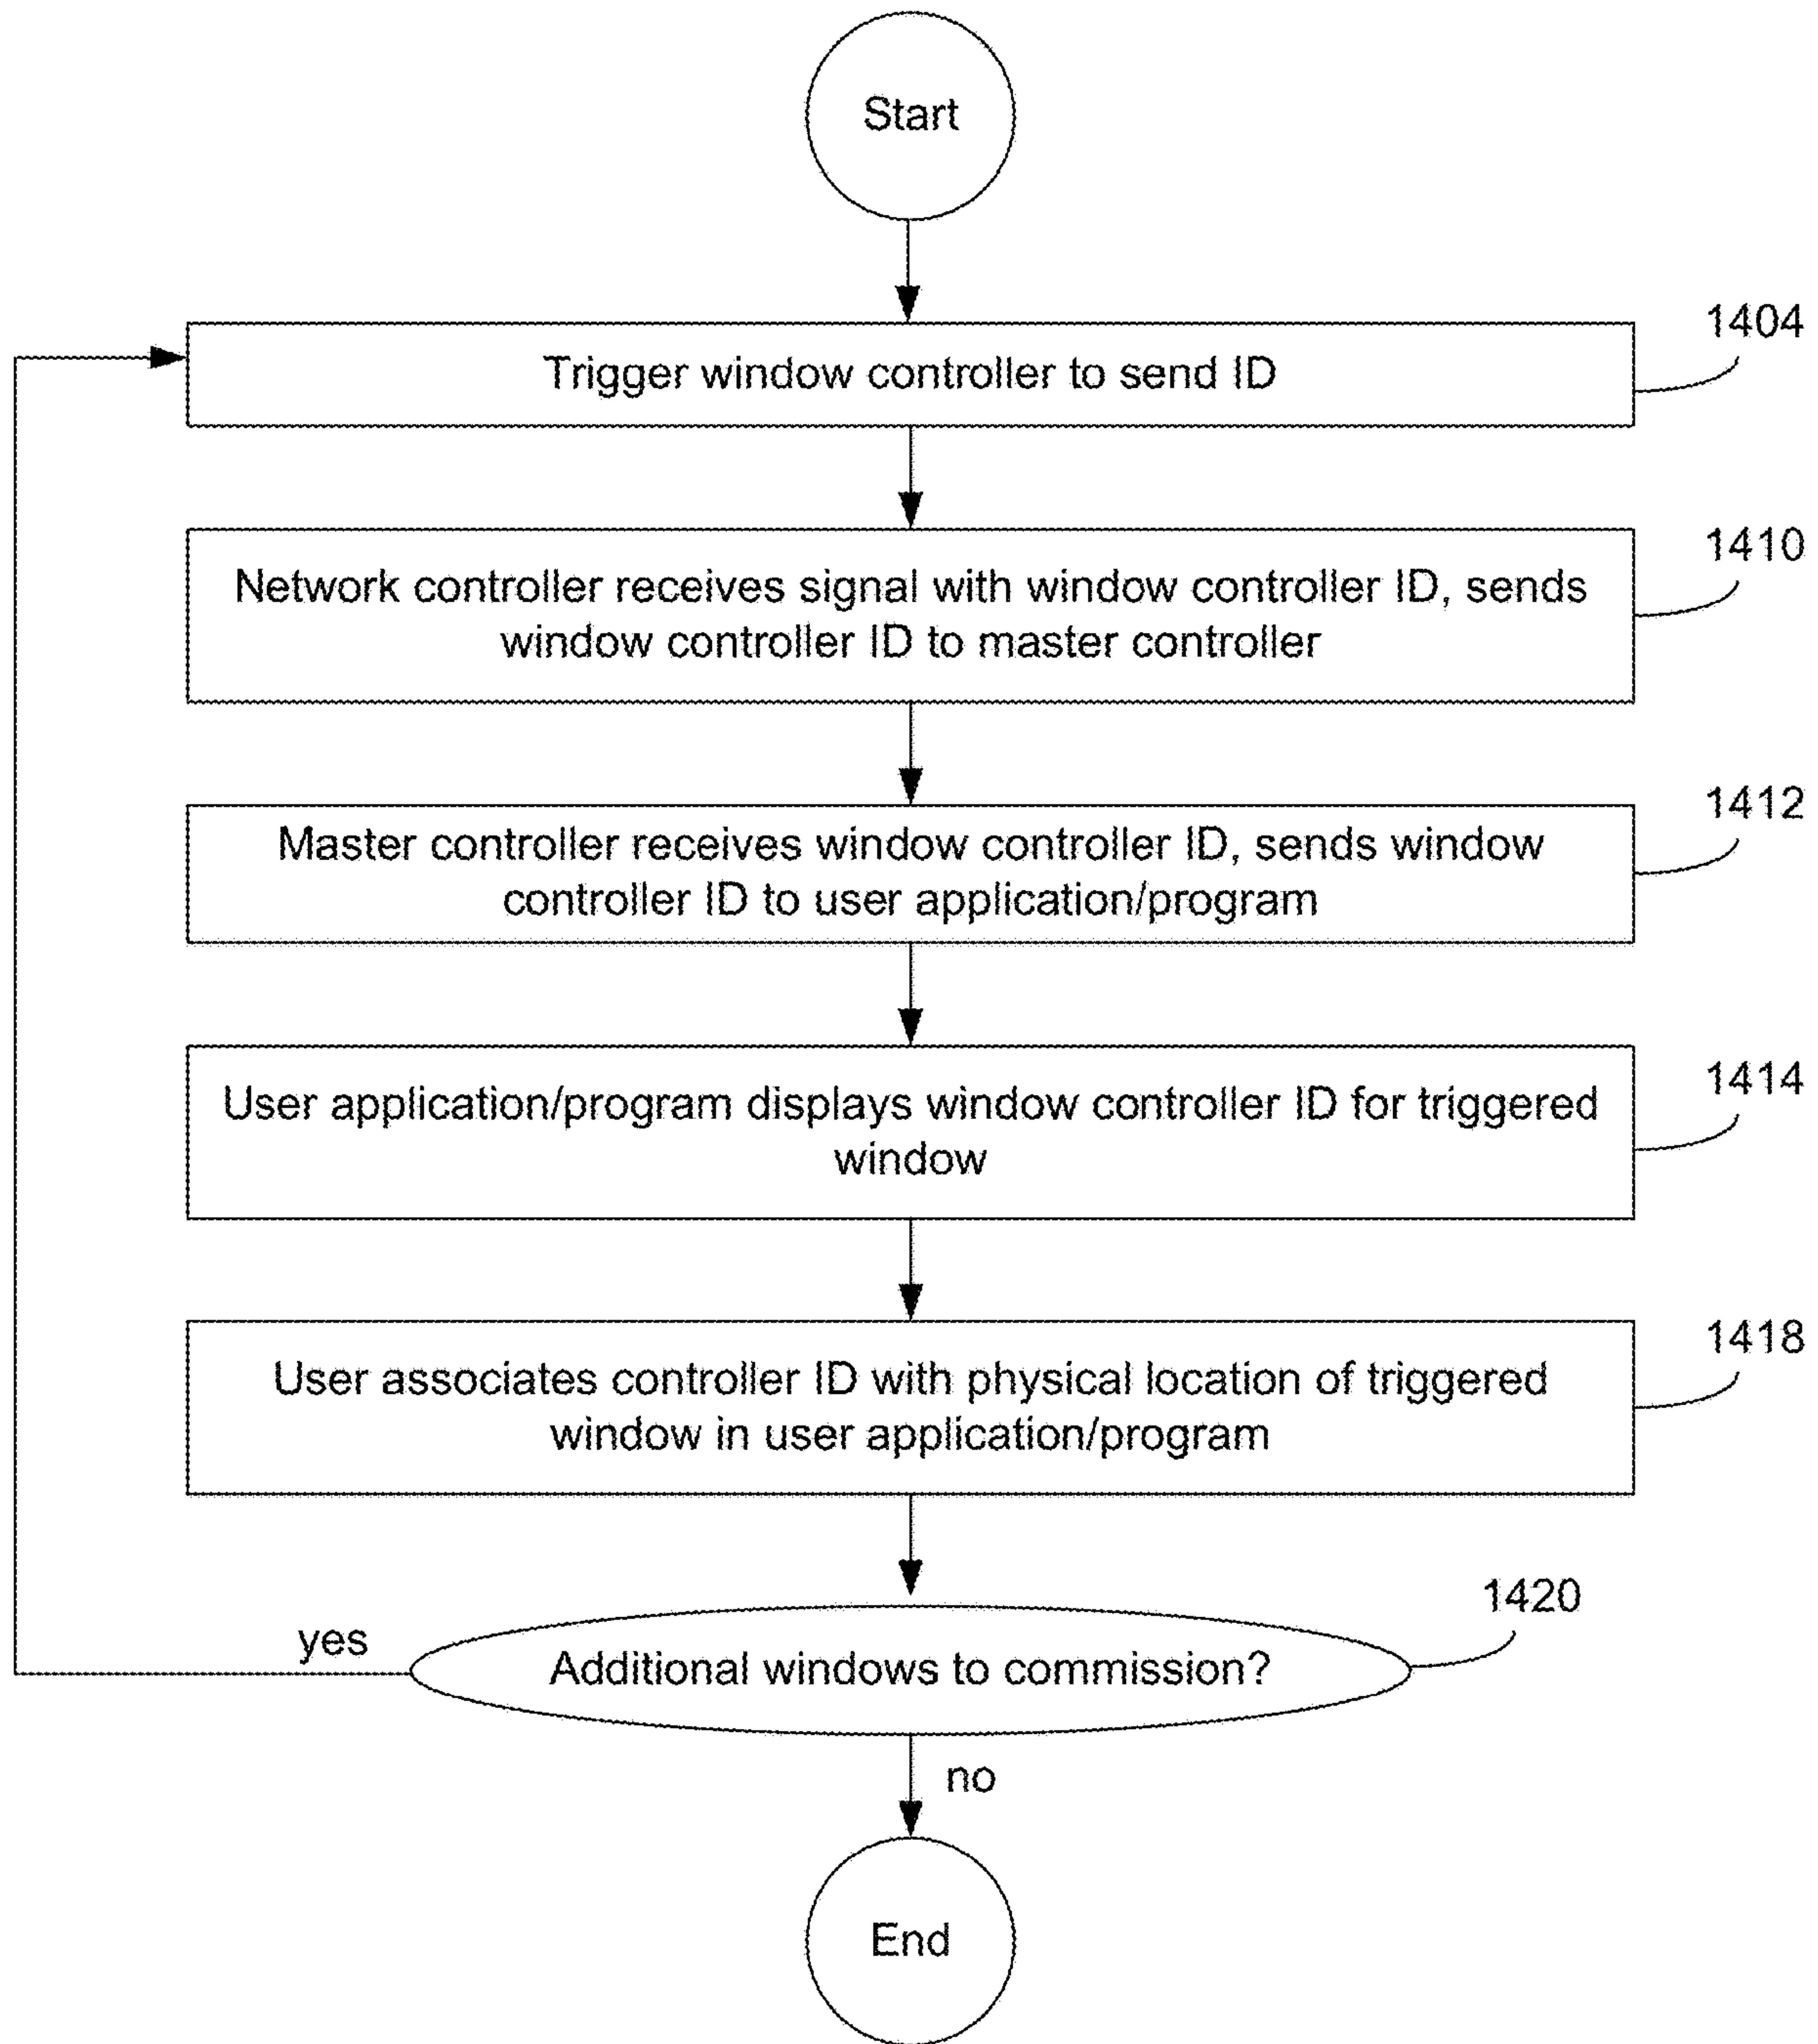 Start
1404
Trigger window controller to send ID
1410
Network controller receives signal with window controller ID, sends
window controller ID to master controller
1412
Master controller receives window controller ID, sends window
controller ID to user application/program
1414
User application/program displays window controller ID for triggered
window
1418
User associates controller ID with physical location of triggered
window in user application/program
1420
yes
Additional windows to commission?
no
End